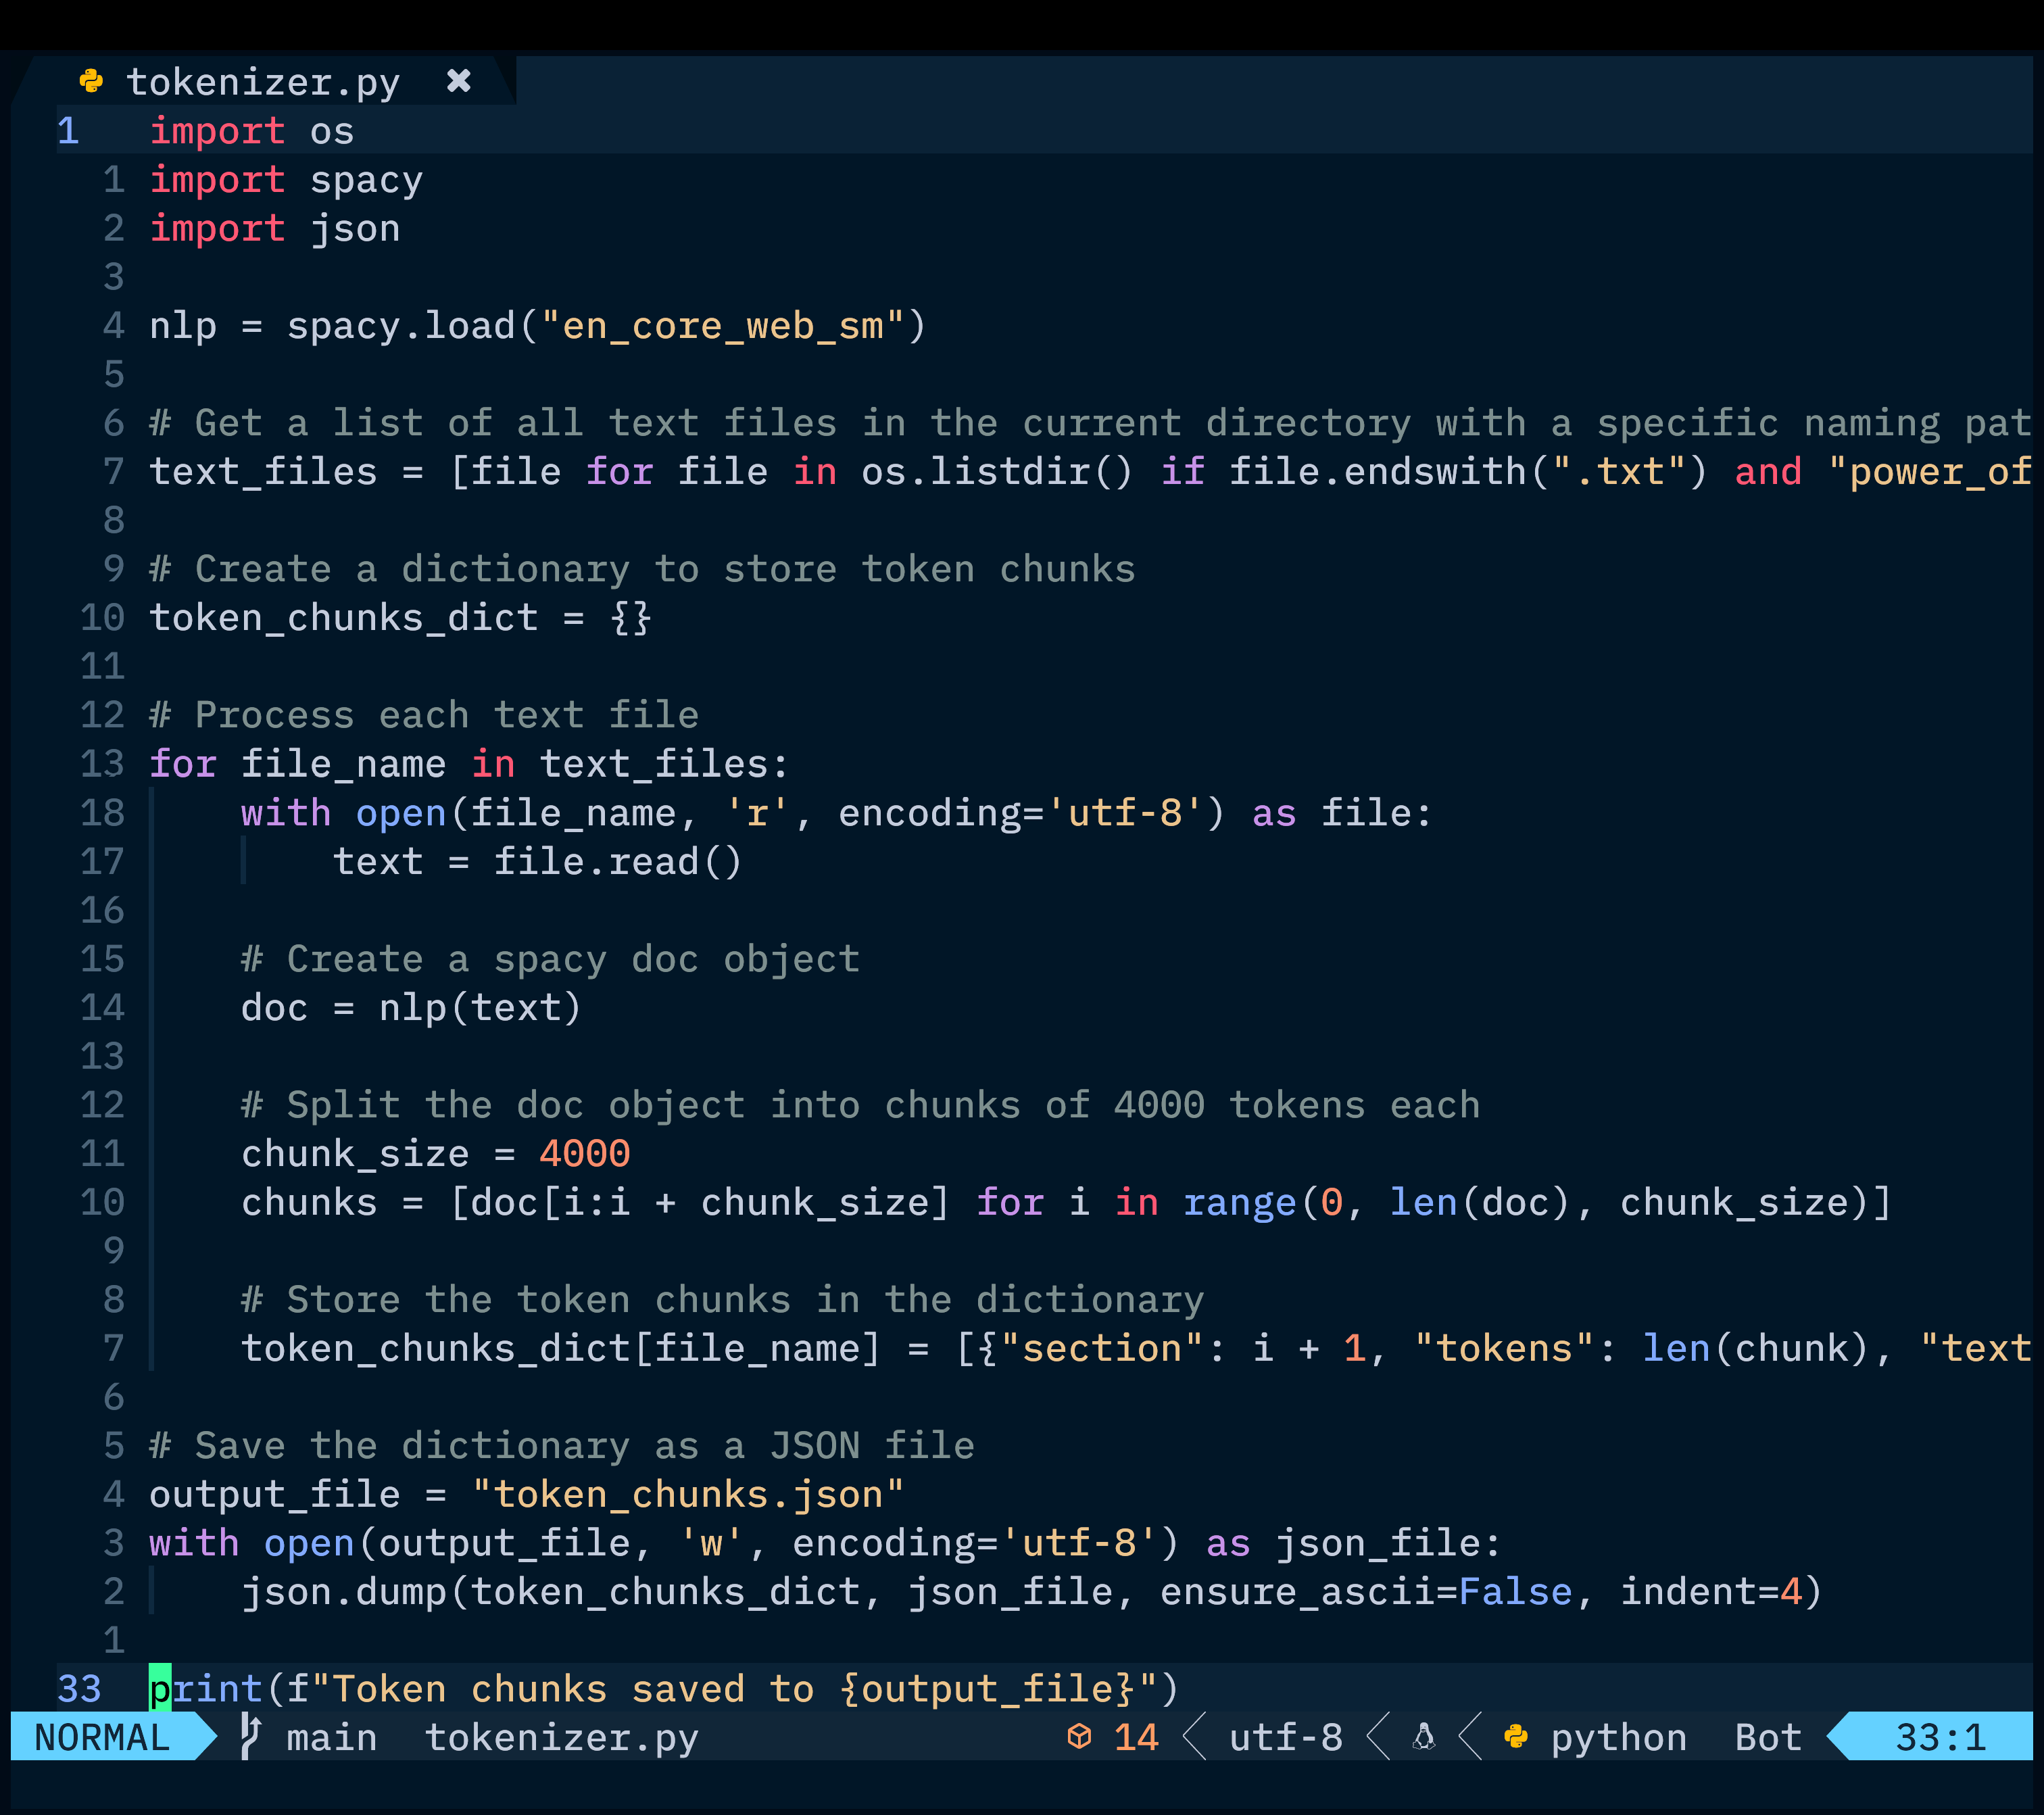 tokenizer.py ✖
1 import os
1 import spacy
2 import json
3
4 nlp = spacy.load("en_core_web_sm")
5
6 # Get a list of all text files in the current directory with a specific naming pat
7 text_files = [file for file in os.listdir() if file.endswith(".txt") and "power_of
8
9 # Create a dictionary to store token chunks
10 token_chunks_dict = {}
11
12 # Process each text file
13 for file_name in text_files:
18     with open(file_name, 'r', encoding='utf-8') as file:
17         text = file.read()
16
15     # Create a spacy doc object
14     doc = nlp(text)
13
12     # Split the doc object into chunks of 4000 tokens each
11     chunk_size = 4000
10     chunks = [doc[i:i + chunk_size] for i in range(0, len(doc), chunk_size)]
9
8     # Store the token chunks in the dictionary
7     token_chunks_dict[file_name] = [{"section": i + 1, "tokens": len(chunk), "text
6
5 # Save the dictionary as a JSON file
4 output_file = "token_chunks.json"
3 with open(output_file, 'w', encoding='utf-8') as json_file:
2     json.dump(token_chunks_dict, json_file, ensure_ascii=False, indent=4)
1
33 print(f"Token chunks saved to {output_file}")
NORMAL main tokenizer.py 14 utf-8 python Bot 33:1